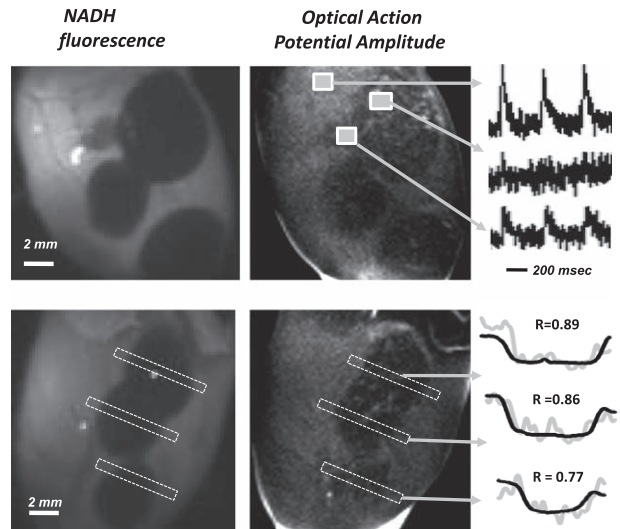 NADH
fluorescence
Optical Action
Potential Amplitude
2 mm
200 msec
R=0.89
R=0.86
R = 0.77
2 mm